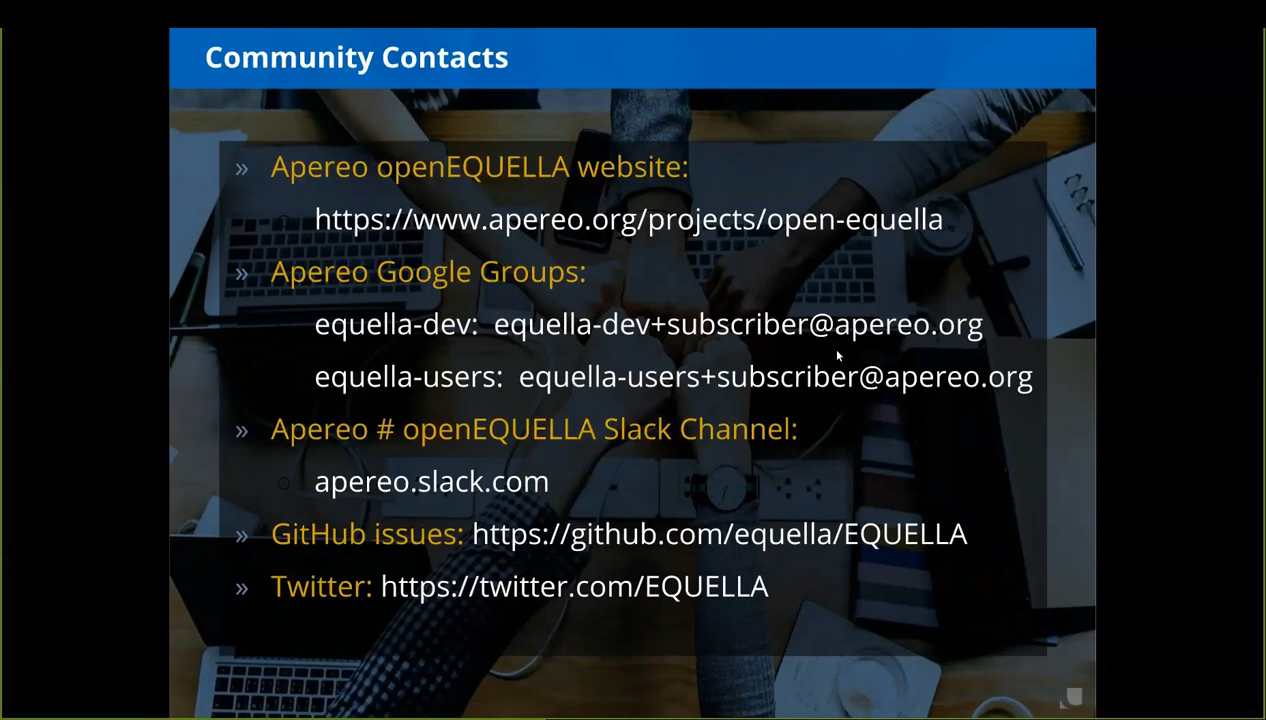 Community Contacts
» Apereo openEQUELLA website:
https://www.apereo.org/projects/open-equella
» Apereo Google Groups:
equella-dev: equella-dev+subscriber@apereo.org
equella-users: equella-users+subscriber@apereo.org
» Apereo # openEQUELLA Slack Channel:
apereo.slack.com
» GitHub issues: https://github.com/equella/EQUELLA
» Twitter: https://twitter.com/EQUELLA